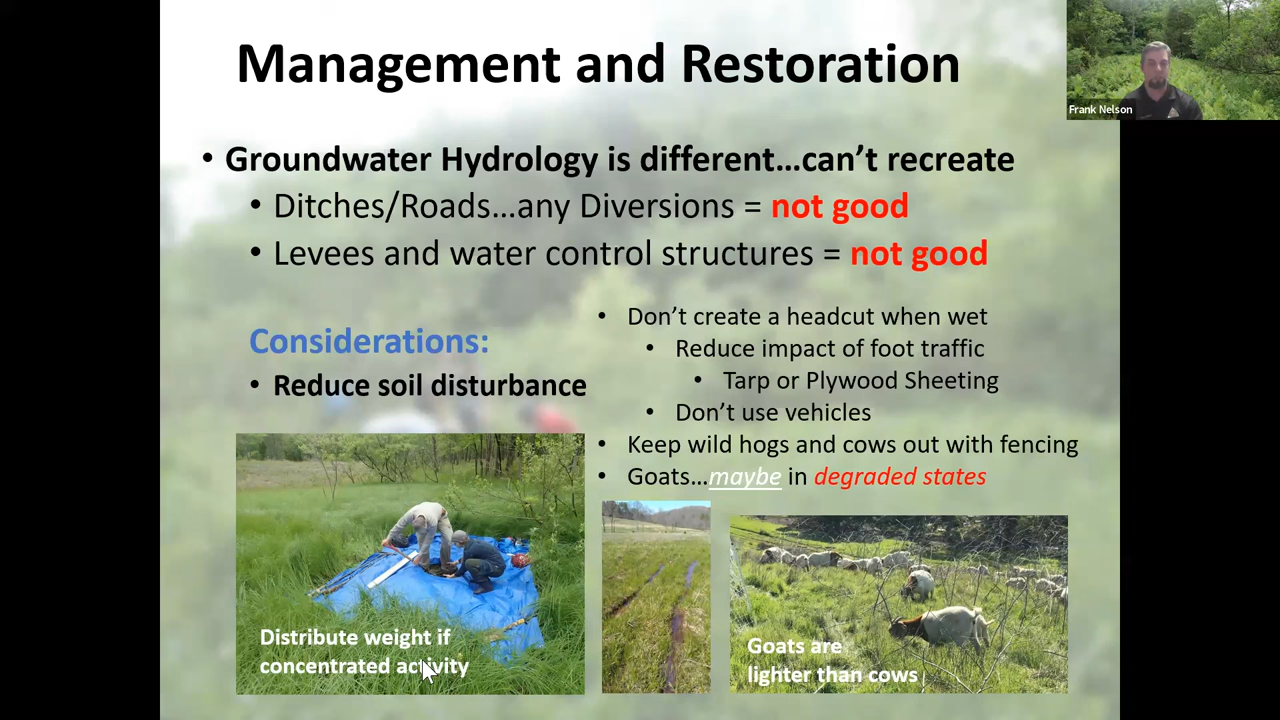 Management and Restoration
Frank Nelson
• Groundwater Hydrology is different...can't recreate
• Ditches/Roads...any Diversions = not good
• Levees and water control structures = not good
Considerations:
• Reduce soil disturbance
• Don't create a headcut when wet
• Reduce impact of foot traffic
• Tarp or Plywood Sheeting
• Don't use vehicles
• Keep wild hogs and cows out with fencing
• Goats...maybe in degraded states
Distribute weight if
concentrated activity
Goats are
lighter than cows